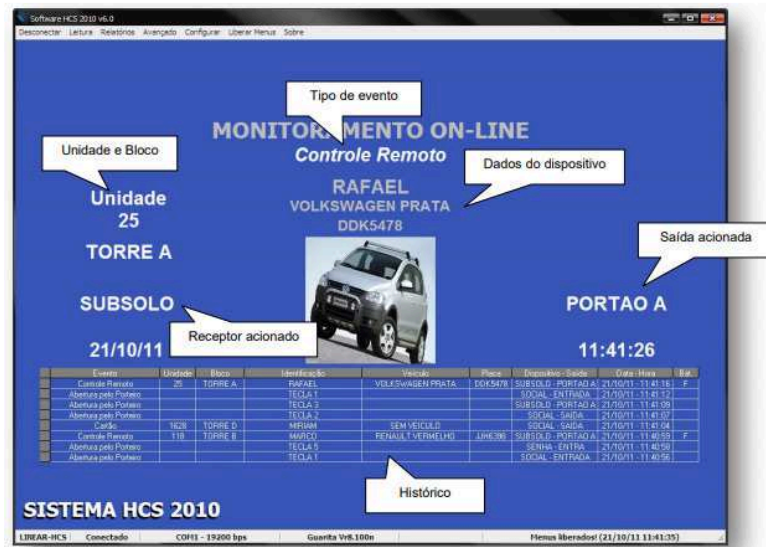 Software HCS 2010 v6.0
Desconectar Leitura Relatórios Avançado Configurar Liberar Menus Sobre
Tipo de evento
MONITORAMENTO ON-LINE
Unidade e Bloco
Controle Remoto
Dados do dispositivo
RAFAEL
Unidade
VOLKSWAGEN PRATA
25
DDK5478
Saída acionada
TORRE A
SUBSOLO
PORTAO A
Receptor acionado
21/10/11
11:41:26
Evento Unidade Bloco Identificação Veículo Placa Dispositivo - Saída Data - Hora Bat.
Controle Remoto 25 TORRE A RAFAEL VOLKSWAGEN PRATA DDK5478 SUBSOLO - PORTAO A 21/10/11 - 11:41:16 F
Abertura pelo Porteiro TECLA 1 SOCIAL - ENTRADA 21/10/11 - 11:41:12
Abertura pelo Porteiro TECLA 3 SUBSOLO - PORTAO A 21/10/11 - 11:41:09
Abertura pelo Porteiro TECLA 2 SOCIAL - SAIDA 21/10/11 - 11:41:07
Cartão 1628 TORRE D MIRIAM SEM VEICULO SOCIAL - SAIDA 21/10/11 - 11:41:04
Controle Remoto TORRE B MARCO RENAULT VERMELHO JJH6386 SUBSOLO - PORTAO A 21/10/11 - 11:40:59 F
Abertura pelo Porteiro TECLA 5 SENHA - ENTRA 21/10/11 - 11:40:58
Abertura pelo Porteiro TECLA 1 SOCIAL - ENTRADA 21/10/11 - 11:40:56
Histórico
SISTEMA HCS 2010
LINEAR-HCS Conectado COM1 - 19200 bps Guarita Vr8.100n Menus liberados! (21/10/11 11:41:35)